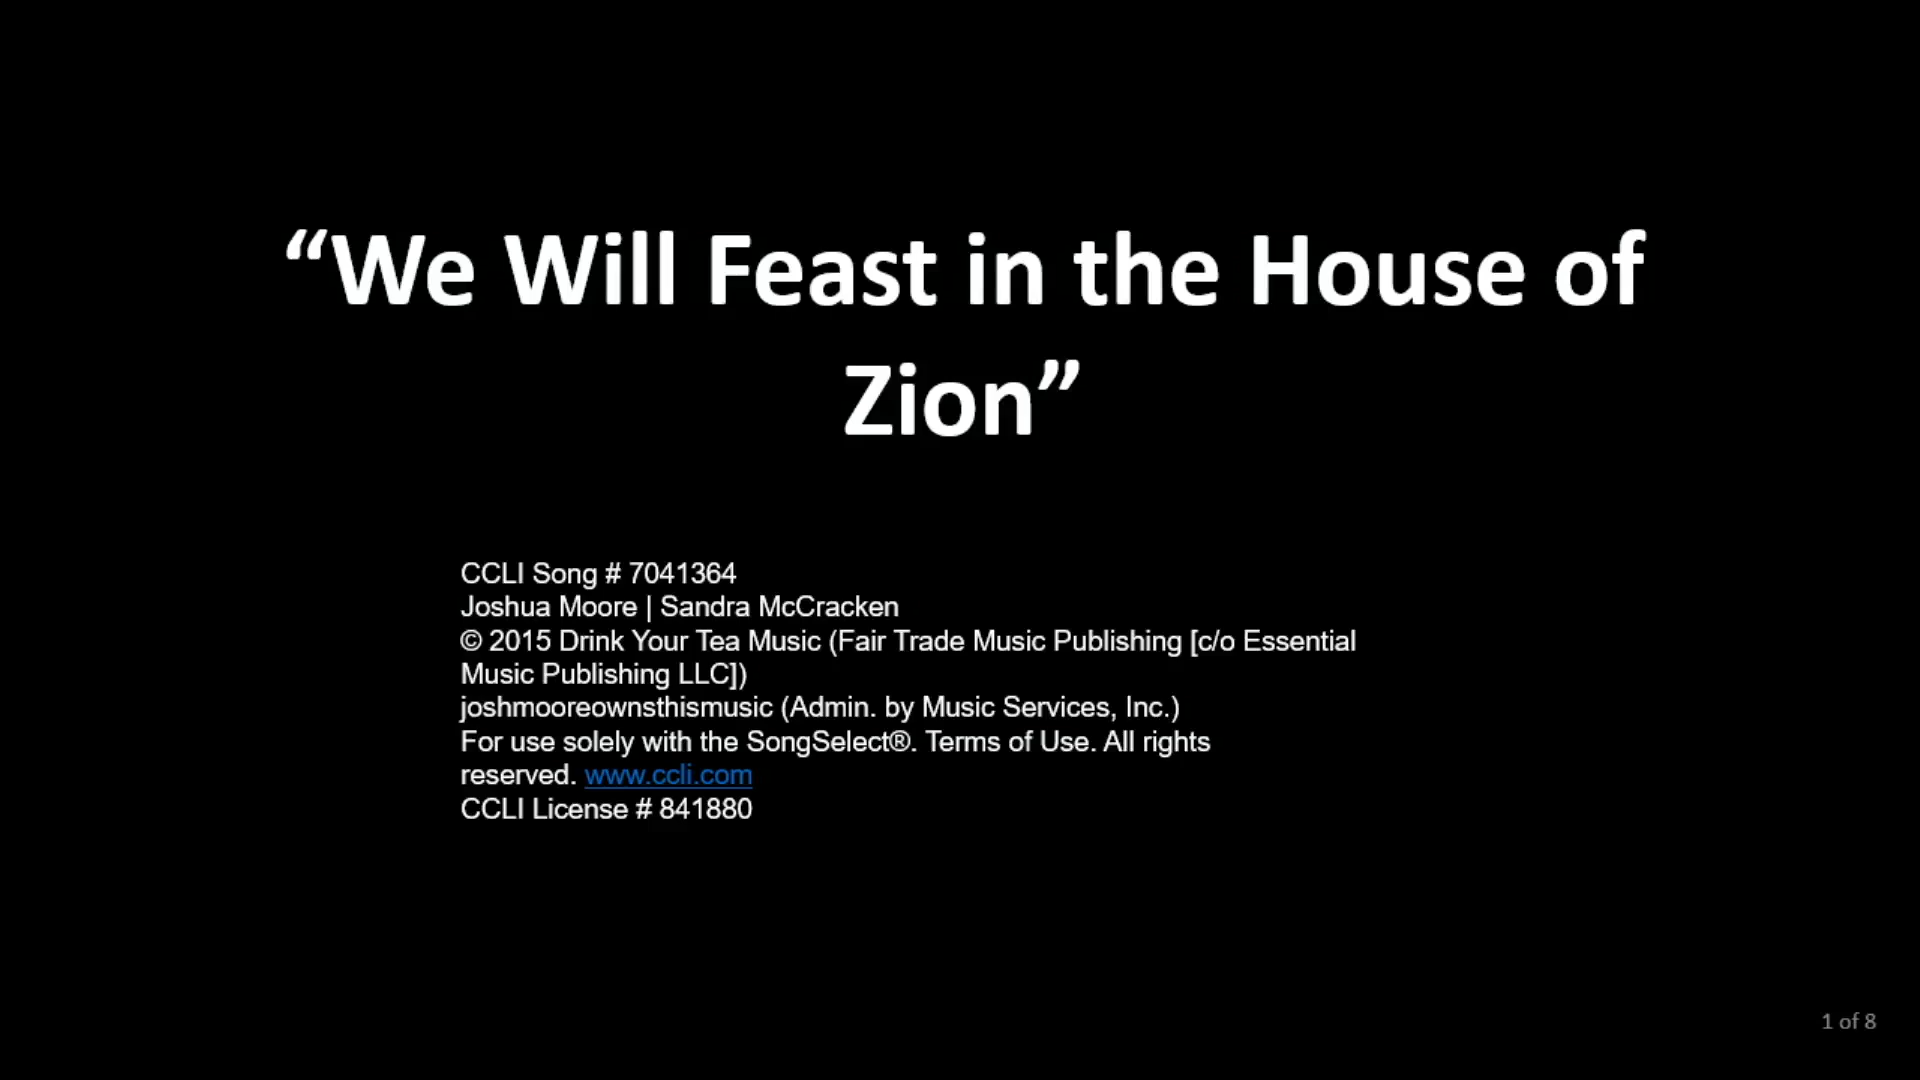 “We Will Feast in the House of
Zion”
CCLI Song # 7041364
Joshua Moore | Sandra McCracken
© 2015 Drink Your Tea Music (Fair Trade Music Publishing [c/o Essential
Music Publishing LLC])
joshmooreownsthismusic (Admin. by Music Services, Inc.)
For use solely with the SongSelect®. Terms of Use. All rights
reserved. www.ccli.com
CCLI License # 841880
1 of 8